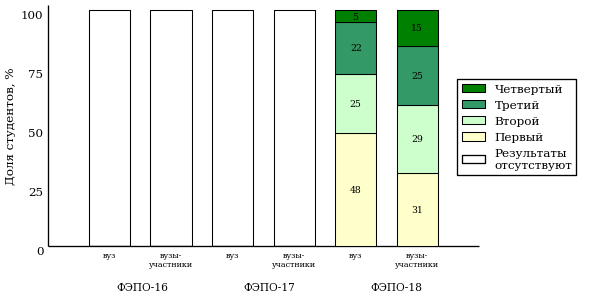 Доля студентов, %
100
75
50
25
0
5
22
25
48
15
25
29
31
вуз
вузы-
участники
вуз
вузы-
участники
вуз
вузы-
участники
ФЭПО-16
ФЭПО-17
ФЭПО-18
Четвертый
Третий
Второй
Первый
Результаты
отсутствуют